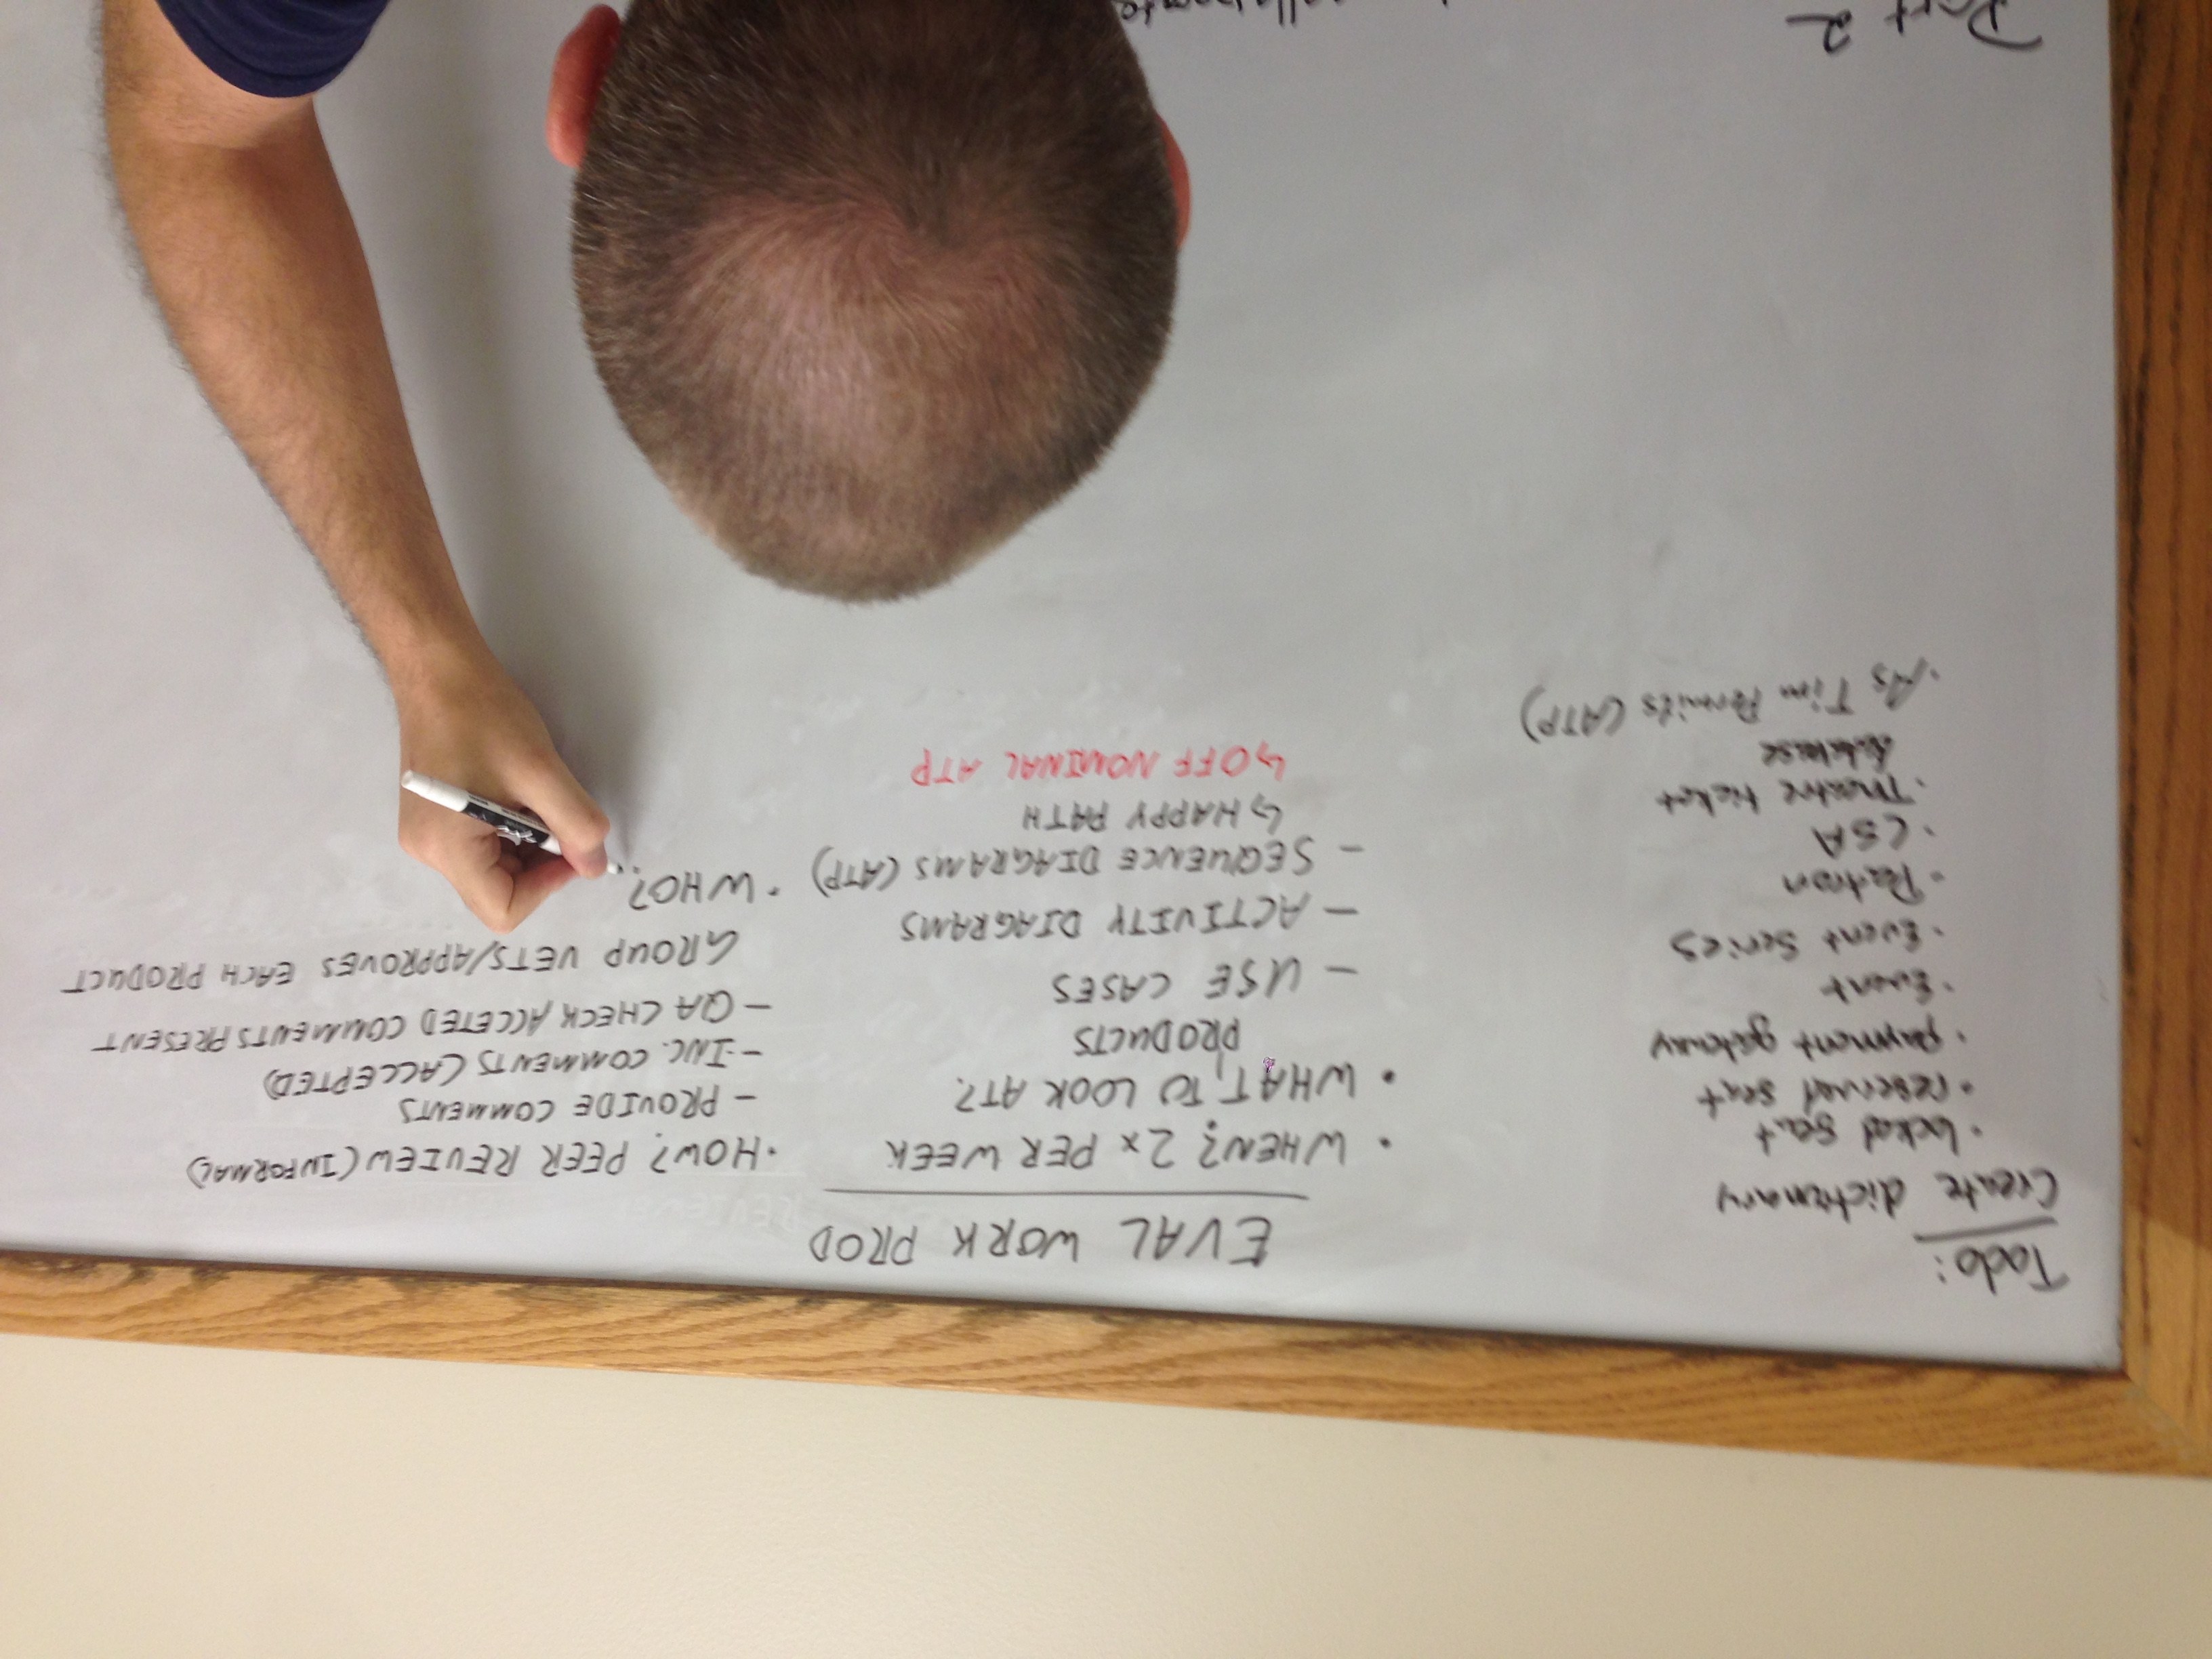 Todo:
Create dictionary
· locked seat
· reserved seat
· payment gateway
· Event
· Event Series
· Patron
· CSA
· Theatre ticket
database
· As Tim Permits (ATP)
EVAL WORK PROD
• WHEN? 2x PER WEEK
• WHAT, TO LOOK AT?
PRODUCTS
– USE CASES
– ACTIVITY DIAGRAMS
– SEQUENCE DIAGRAMS (ATP)
↳ HAPPY PATH
↳ OFF NOMINAL ATP
· HOW? PEER REVIEW (INFORMAL)
– PROVIDE COMMENTS
– INC. COMMENTS (ACCEPTED)
– QA CHECK ACCETED COMMENTS PRESENT
GROUP VETS/APPROVES EACH PRODUCT
· WHO?
Part 2
collaborate